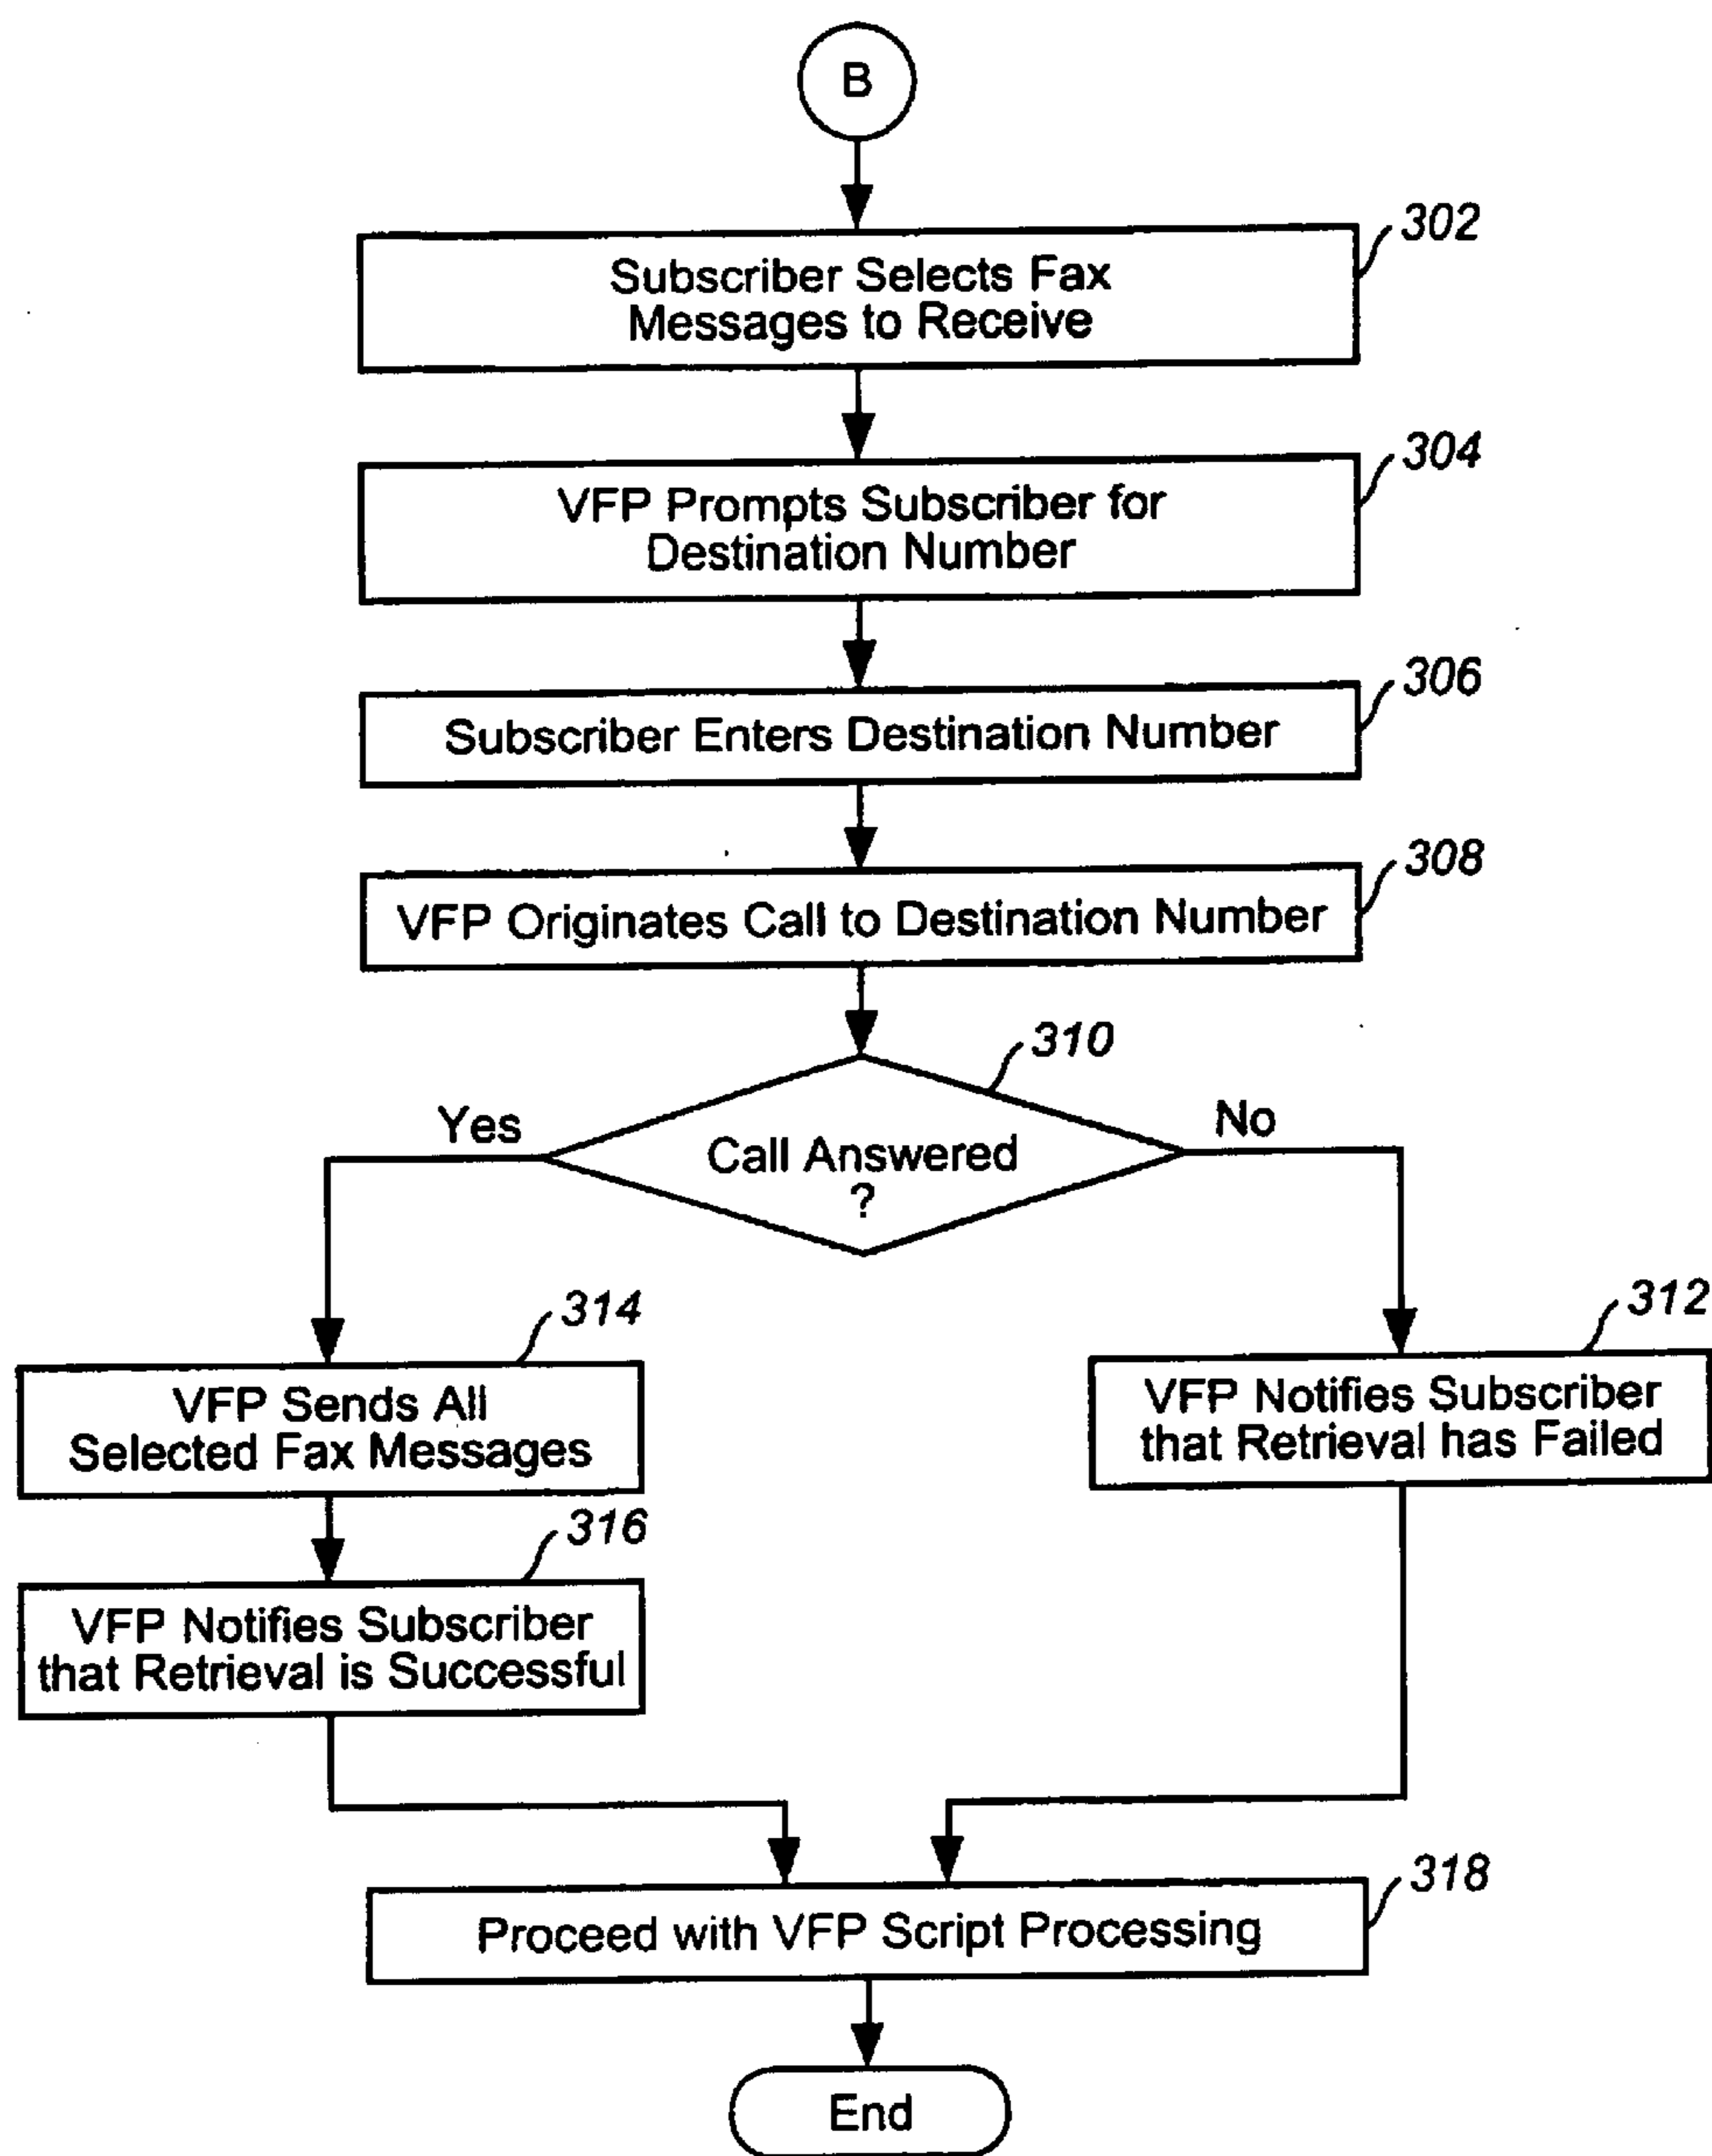 B
302
Subscriber Selects Fax
Messages to Receive
304
VFP Prompts Subscriber for
Destination Number
306
Subscriber Enters Destination Number
308
VFP Originates Call to Destination Number
310
Yes
No
Call Answered
?
314
312
VFP Sends All
Selected Fax Messages
VFP Notifies Subscriber
that Retrieval has Failed
316
VFP Notifies Subscriber
that Retrieval is Successful
318
Proceed with VFP Script Processing
End